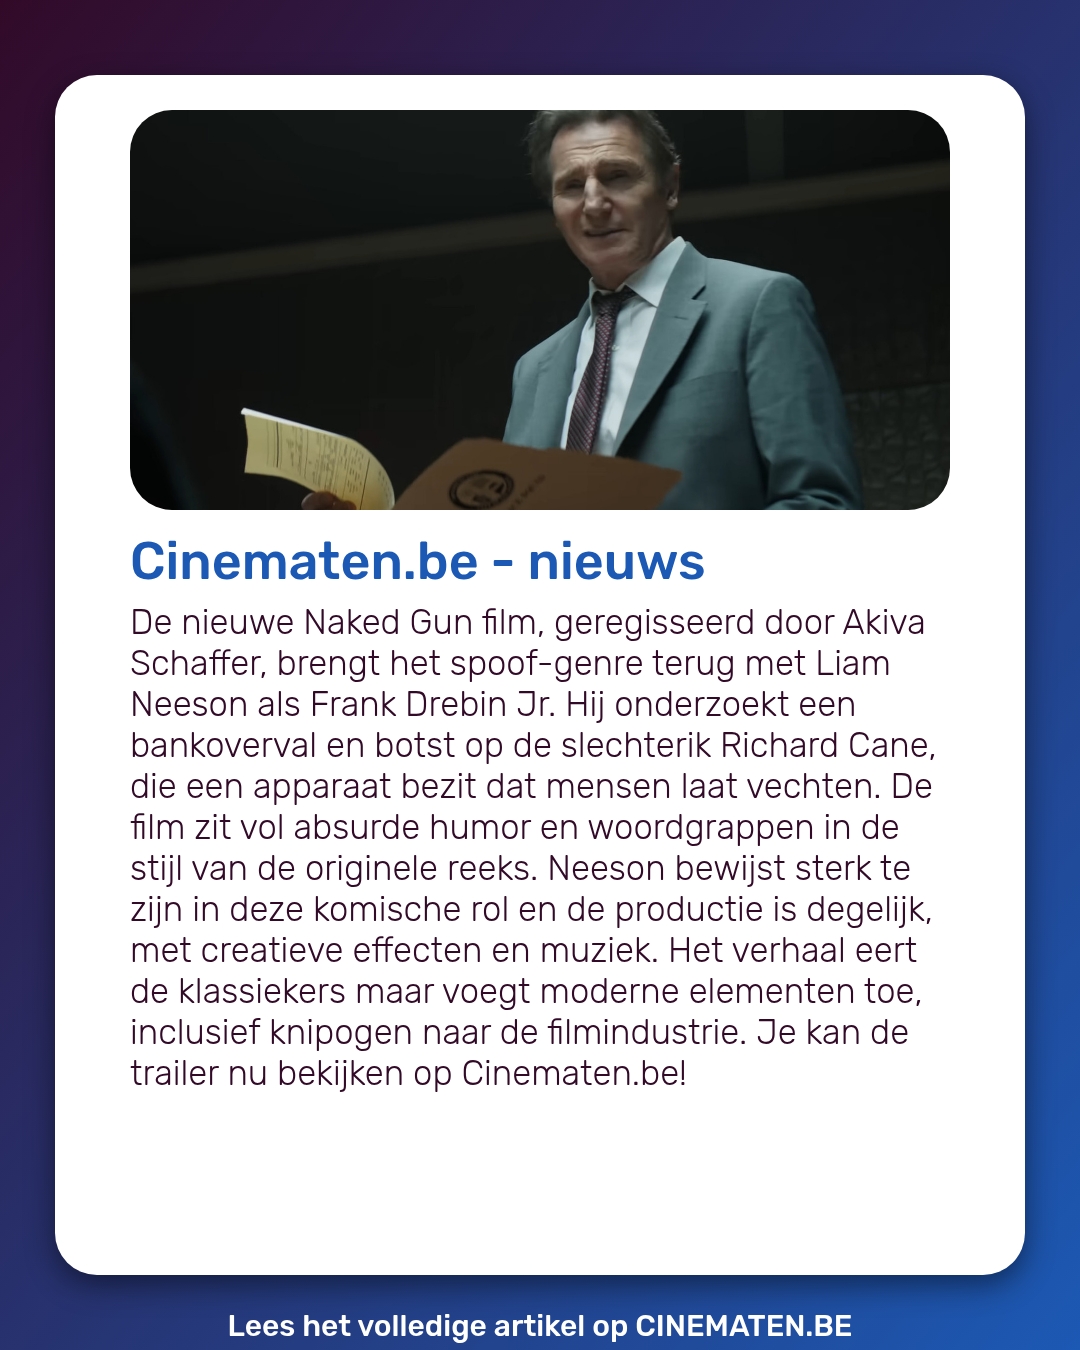 Cinematen.be - nieuws
De nieuwe Naked Gun film, geregisseerd door Akiva
Schaffer, brengt het spoof-genre terug met Liam
Neeson als Frank Drebin Jr. Hij onderzoekt een
bankoverval en botst op de slechterik Richard Cane,
die een apparaat bezit dat mensen laat vechten. De
film zit vol absurde humor en woordgrappen in de
stijl van de originele reeks. Neeson bewijst sterk te
zijn in deze komische rol en de productie is degelijk,
met creatieve effecten en muziek. Het verhaal eert
de klassiekers maar voegt moderne elementen toe,
inclusief knipogen naar de filmindustrie. Je kan de
trailer nu bekijken op Cinematen.be!
Lees het volledige artikel op CINEMATEN.BE